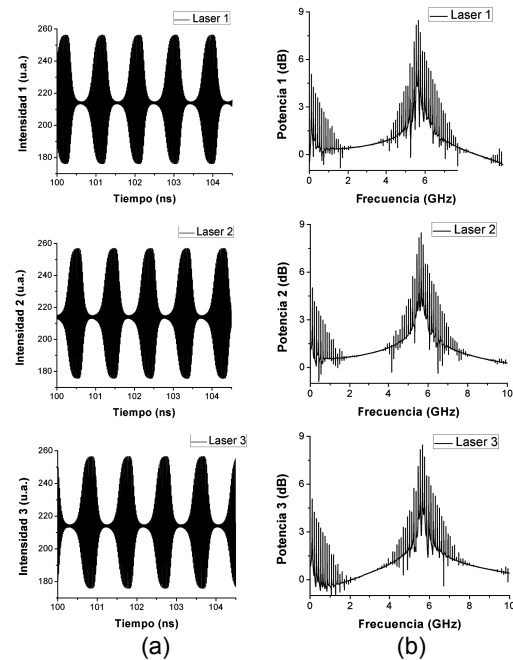 Laser 1
Intensidad 1 (u.a.)
260
240
220
200
180
100 101 102 103 104
Tiempo (ns)
Laser 1
Potencia 1 (dB)
9
6
3
0
0 2 4 6
Frecuencia (GHz)
Laser 2
Intensidad 2 (u.a.)
260
240
220
200
180
100 101 102 103 104
Tiempo (ns)
Laser 2
Potencia 2 (dB)
9
6
3
0
0 2 4 6 8 10
Frecuencia (GHz)
Laser 3
Intensidad 3 (u.a.)
260
240
220
200
180
100 101 102 103 104
Tiempo (ns)
Laser 3
Potencia 3 (dB)
9
6
3
0
0 2 4 6 8 10
Frecuencia (GHz)
(a) (b)